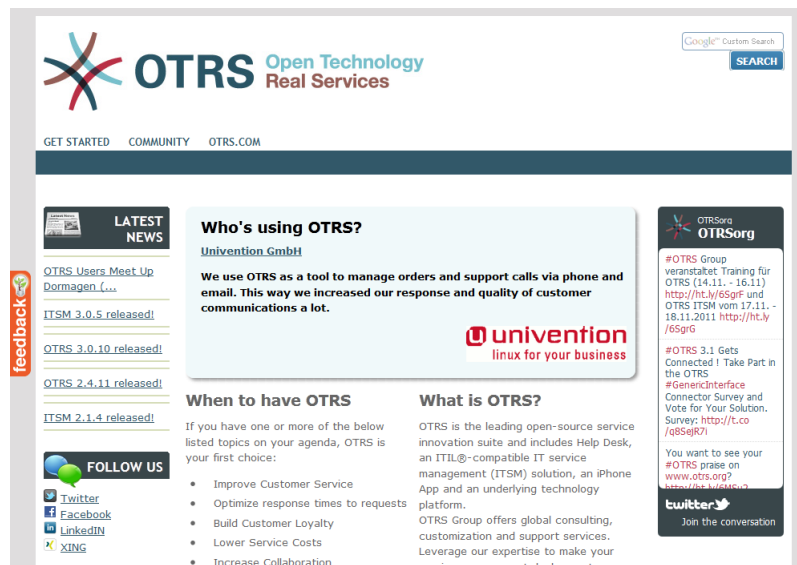 OTRS Open Technology
Real Services
Google™ Custom Search
SEARCH
GET STARTED COMMUNITY OTRS.COM
feedback
LATEST
NEWS
OTRS Users Meet Up
Dormagen (...
ITSM 3.0.5 released!
OTRS 3.0.10 released!
OTRS 2.4.11 released!
ITSM 2.1.4 released!
FOLLOW US
Twitter
Facebook
LinkedIN
XING
Who's using OTRS?
Univention GmbH
We use OTRS as a tool to manage orders and support calls via phone and
email. This way we increased our response and quality of customer
communications a lot.
univention
linux for your business
When to have OTRS
If you have one or more of the below
listed topics on your agenda, OTRS is
your first choice:
Improve Customer Service
Optimize response times to requests
Build Customer Loyalty
Lower Service Costs
Increase Collaboration
What is OTRS?
OTRS is the leading open-source service
innovation suite and includes Help Desk,
an ITIL®-compatible IT service
management (ITSM) solution, an iPhone
App and an underlying technology
platform.
OTRS Group offers global consulting,
customization and support services.
Leverage our expertise to make your
OTRSorg
OTRSorg
#OTRS Group
veranstaltet Training für
OTRS (14.11. - 16.11)
http://ht.ly/6SgrF und
OTRS ITSM vom 17.11. -
18.11.2011 http://ht.ly
/6SgrG
#OTRS 3.1 Gets
Connected ! Take Part in
the OTRS
#GenericInterface
Connector Survey and
Vote for Your Solution.
Survey: http://t.co
/q8SejR7i
You want to see your
#OTRS praise on
www.otrs.org?
http://ht.ly/6MSu2
twitter
Join the conversation